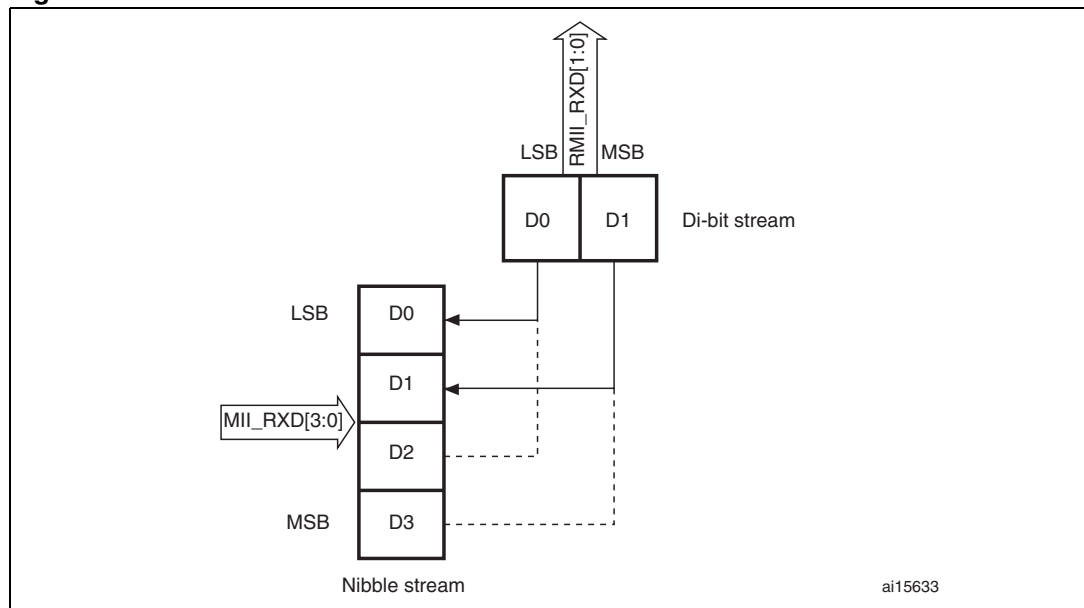 RMII_RXD[1:0]
LSB MSB
D0 D1 Di-bit stream
LSB D0
D1
MII_RXD[3:0]
D2
MSB D3
Nibble stream
ai15633